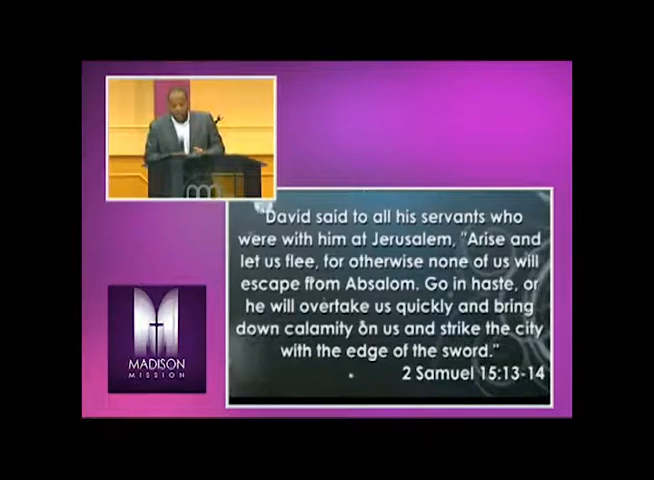 "David said to all his servants who
were with him at Jerusalem, "Arise and
let us flee, for otherwise none of us will
escape from Absalom. Go in haste, or
he will overtake us quickly and bring
down calamity on us and strike the city
with the edge of the sword."
2 Samuel 15:13-14
MADISON
MISSION